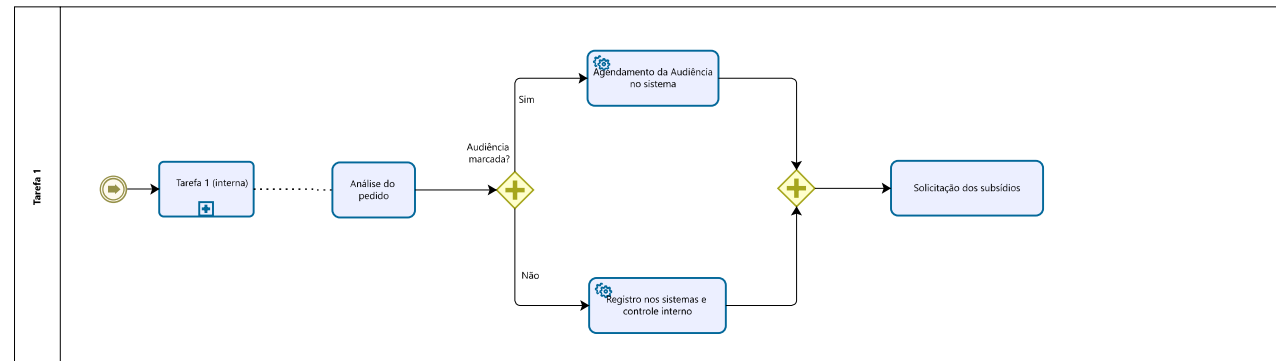 Tarefa 1
Tarefa 1 (interna)
Análise do
pedido
Audiência
marcada?
Sim
Não
Agendamento da Audiência
no sistema
Registro nos sistemas e
controle interno
Solicitação dos subsídios